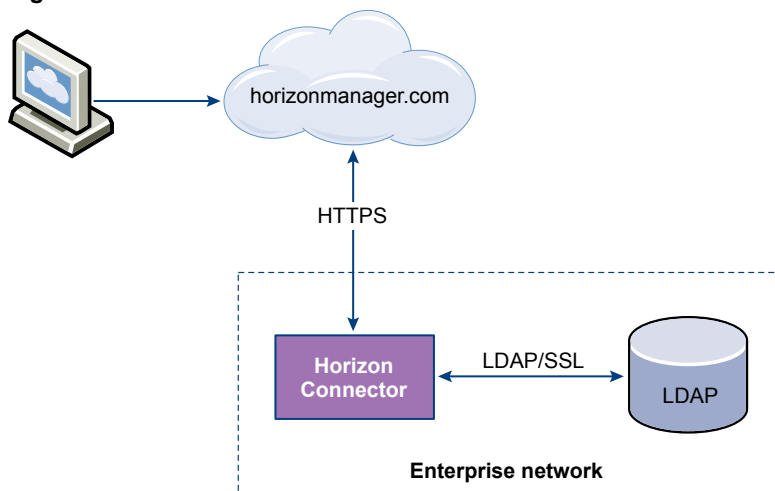 horizonmanager.com
HTTPS
Horizon
Connector
LDAP/SSL
LDAP
Enterprise network